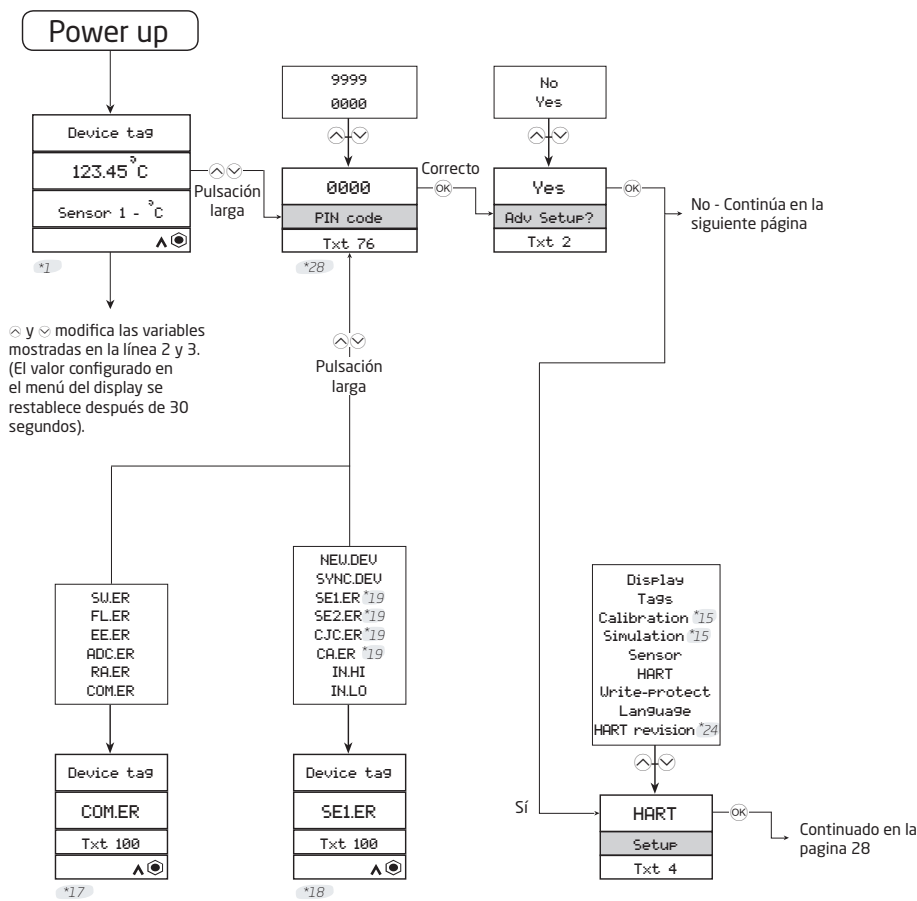 Power up
Device tag
123.45 °C
Sensor 1 - °C
*1
Pulsación
larga
y modifica las variables
mostradas en la línea 2 y 3.
(El valor configurado en
el menú del display se
restablece después de 30
segundos).
9999
0000
0000
PIN code
Txt 76
*28
Correcto
OK
No
Yes
Yes
Adv Setup?
Txt 2
OK
No - Continúa en la
siguiente página
Pulsación
larga
SW.ER
FL.ER
EE.ER
ADC.ER
RA.ER
COM.ER
Device tag
COM.ER
Txt 100
*17
NEW.DEV
SYNC.DEV
SE1.ER *19
SE2.ER *19
CJC.ER *19
CA.ER *19
IN.HI
IN.LO
Device tag
SE1.ER
Txt 100
*18
Display
Tags
Calibration *15
Simulation *15
Sensor
HART
Write-protect
Language
HART revision *24
Sí
HART
Setup
Txt 4
OK
Continuado en la
pagina 28